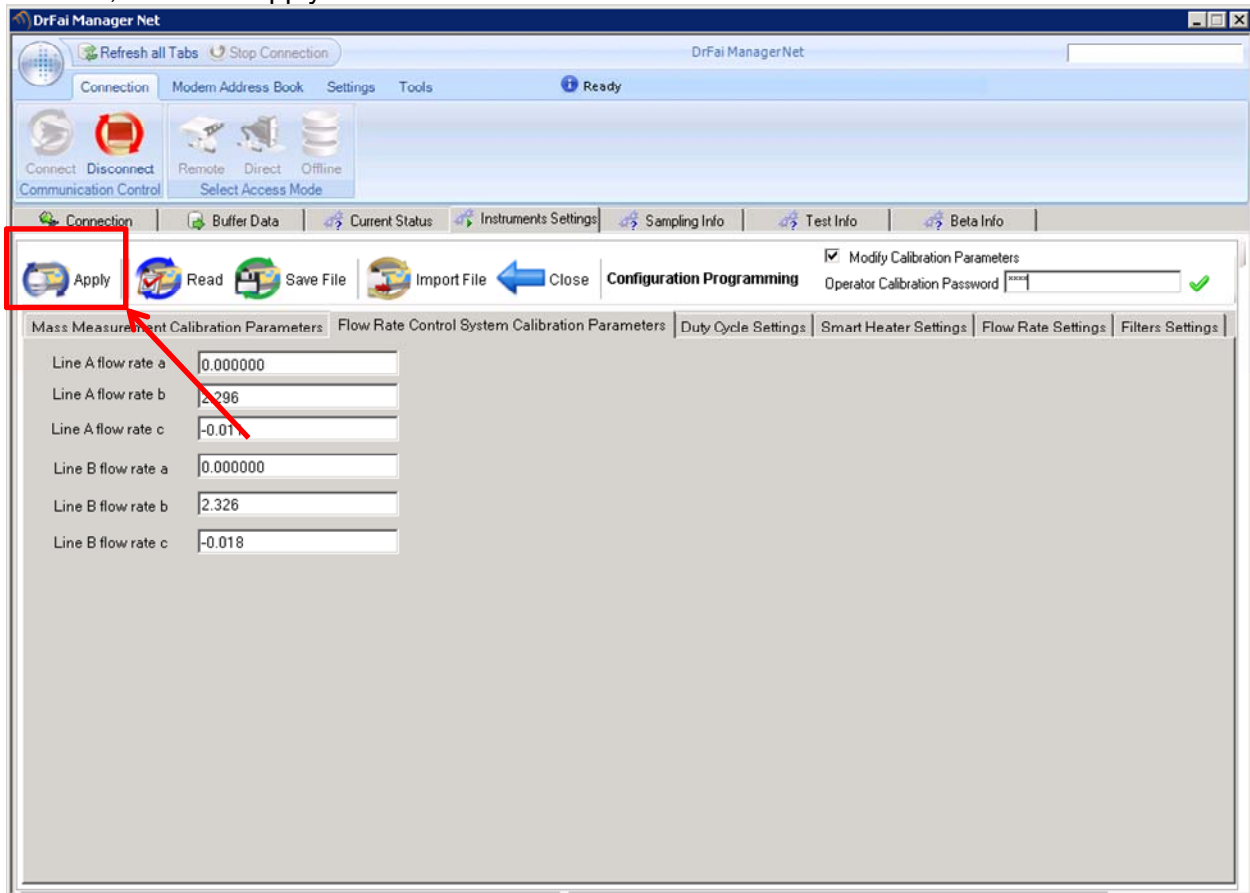 DrFai Manager Net
Refresh all Tabs Stop Connection DrFai ManagerNet
Connection Modem Address Book Settings Tools Ready
Connect Disconnect Remote Direct Offline
Communication Control Select Access Mode
Connection Buffer Data Current Status Instruments Settings Sampling Info Test Info Beta Info
Modify Calibration Parameters
Apply Read Save File Import File Close Configuration Programming
Operator Calibration Password xxxx
Mass Measurement Calibration Parameters Flow Rate Control System Calibration Parameters Duty Cycle Settings Smart Heater Settings Flow Rate Settings Filters Settings
Line A flow rate a 0.000000
Line A flow rate b 2.296
Line A flow rate c
Line B flow rate a 0.000000
Line B flow rate b 2.326
Line B flow rate c -0.018